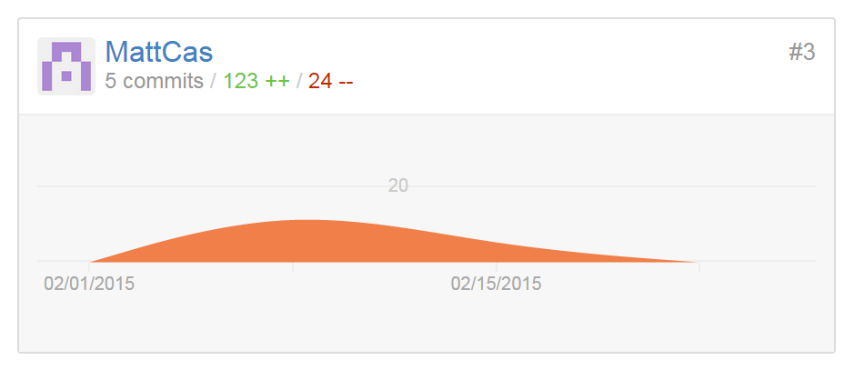 MattCas
#3
5 commits / 123 ++ / 24 --
20
02/01/2015
02/15/2015